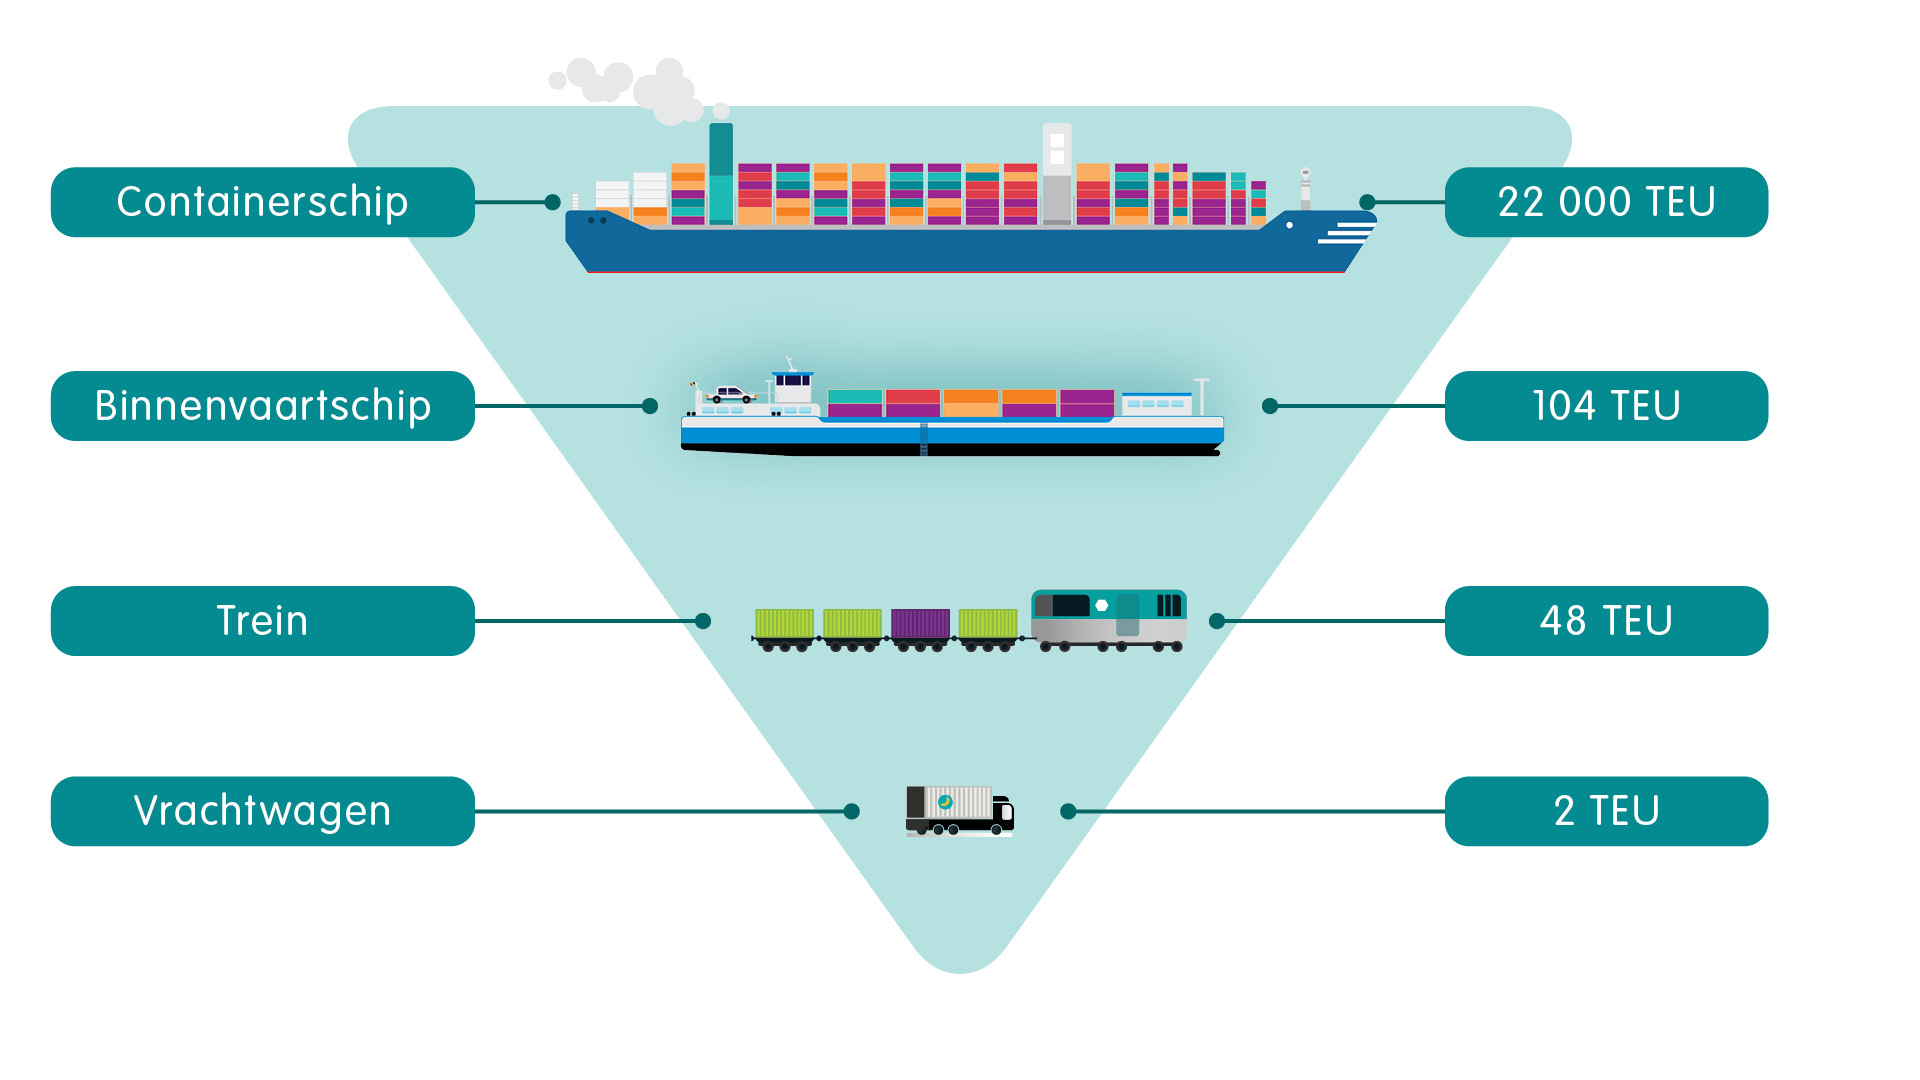 Containerschip
22 000 TEU
Binnenvaartschip
104 TEU
Trein
48 TEU
Vrachtwagen
2 TEU